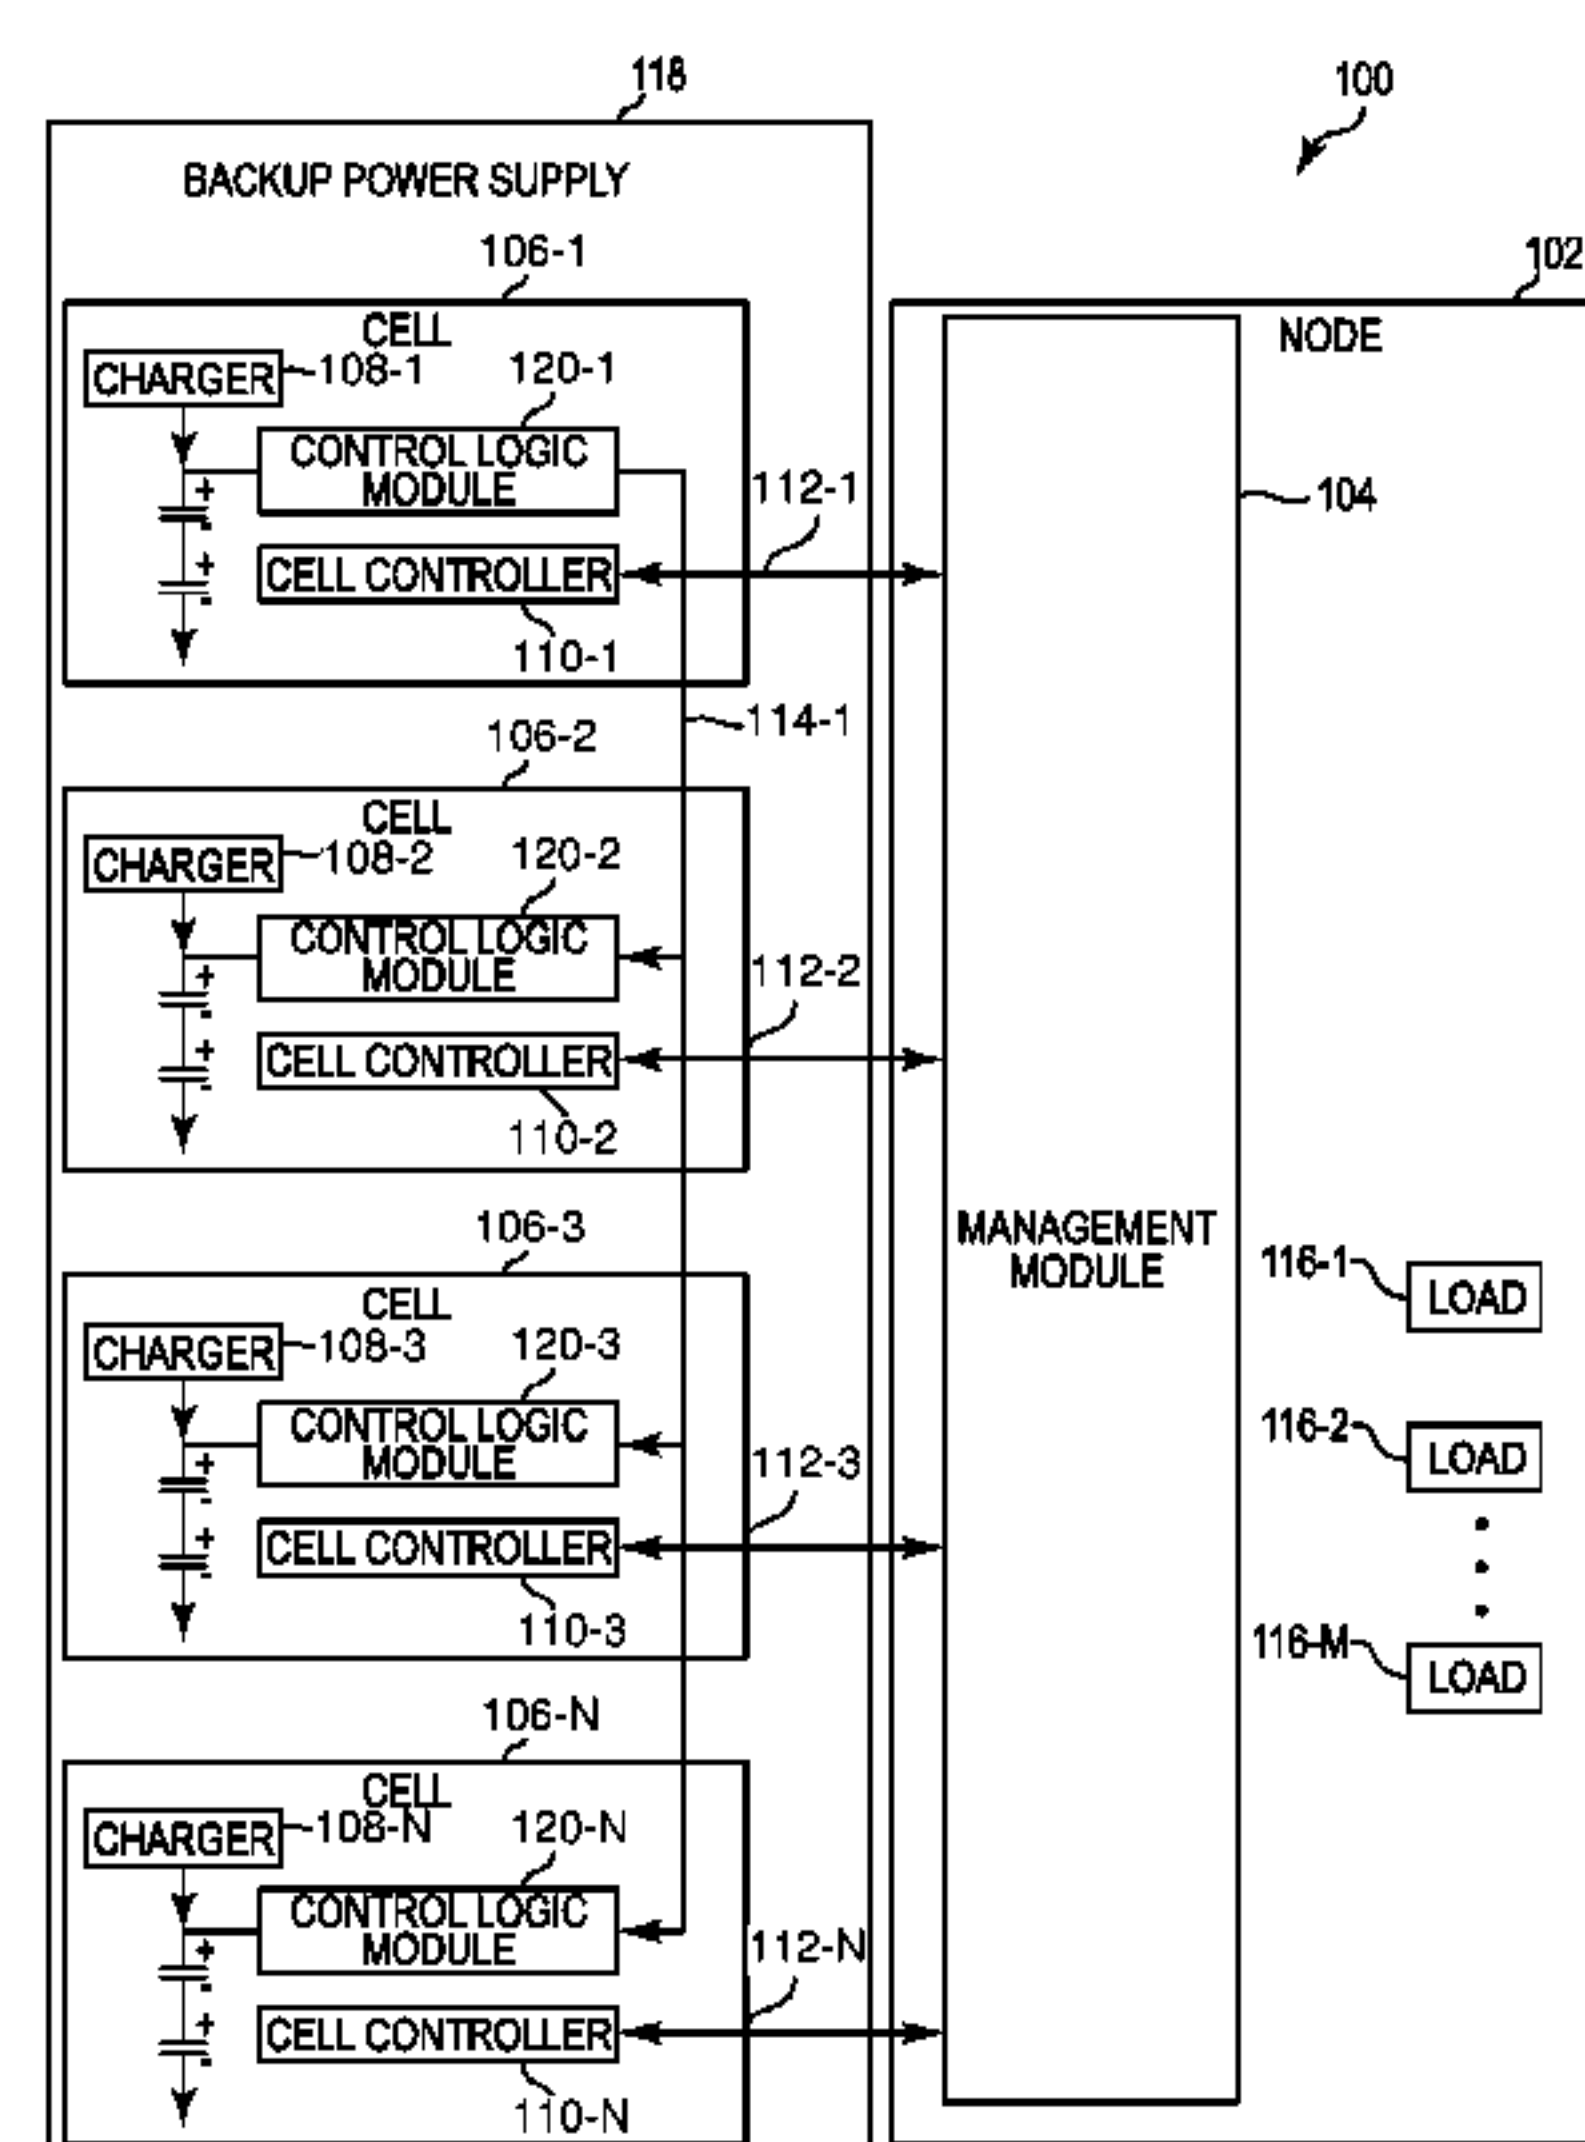 118
100
BACKUP POWER SUPPLY
106-1
102
CELL
NODE
CHARGER
108-1
120-1
CONTROL LOGIC
MODULE
112-1
104
CELL CONTROLLER
110-1
114-1
106-2
CELL
CHARGER
108-2
120-2
CONTROL LOGIC
MODULE
112-2
CELL CONTROLLER
110-2
106-3
MANAGEMENT
MODULE
116-1
LOAD
CELL
CHARGER
108-3
120-3
CONTROL LOGIC
MODULE
112-3
116-2
LOAD
CELL CONTROLLER
110-3
116-M
LOAD
106-N
CELL
CHARGER
108-N
120-N
CONTROL LOGIC
MODULE
112-N
CELL CONTROLLER
110-N